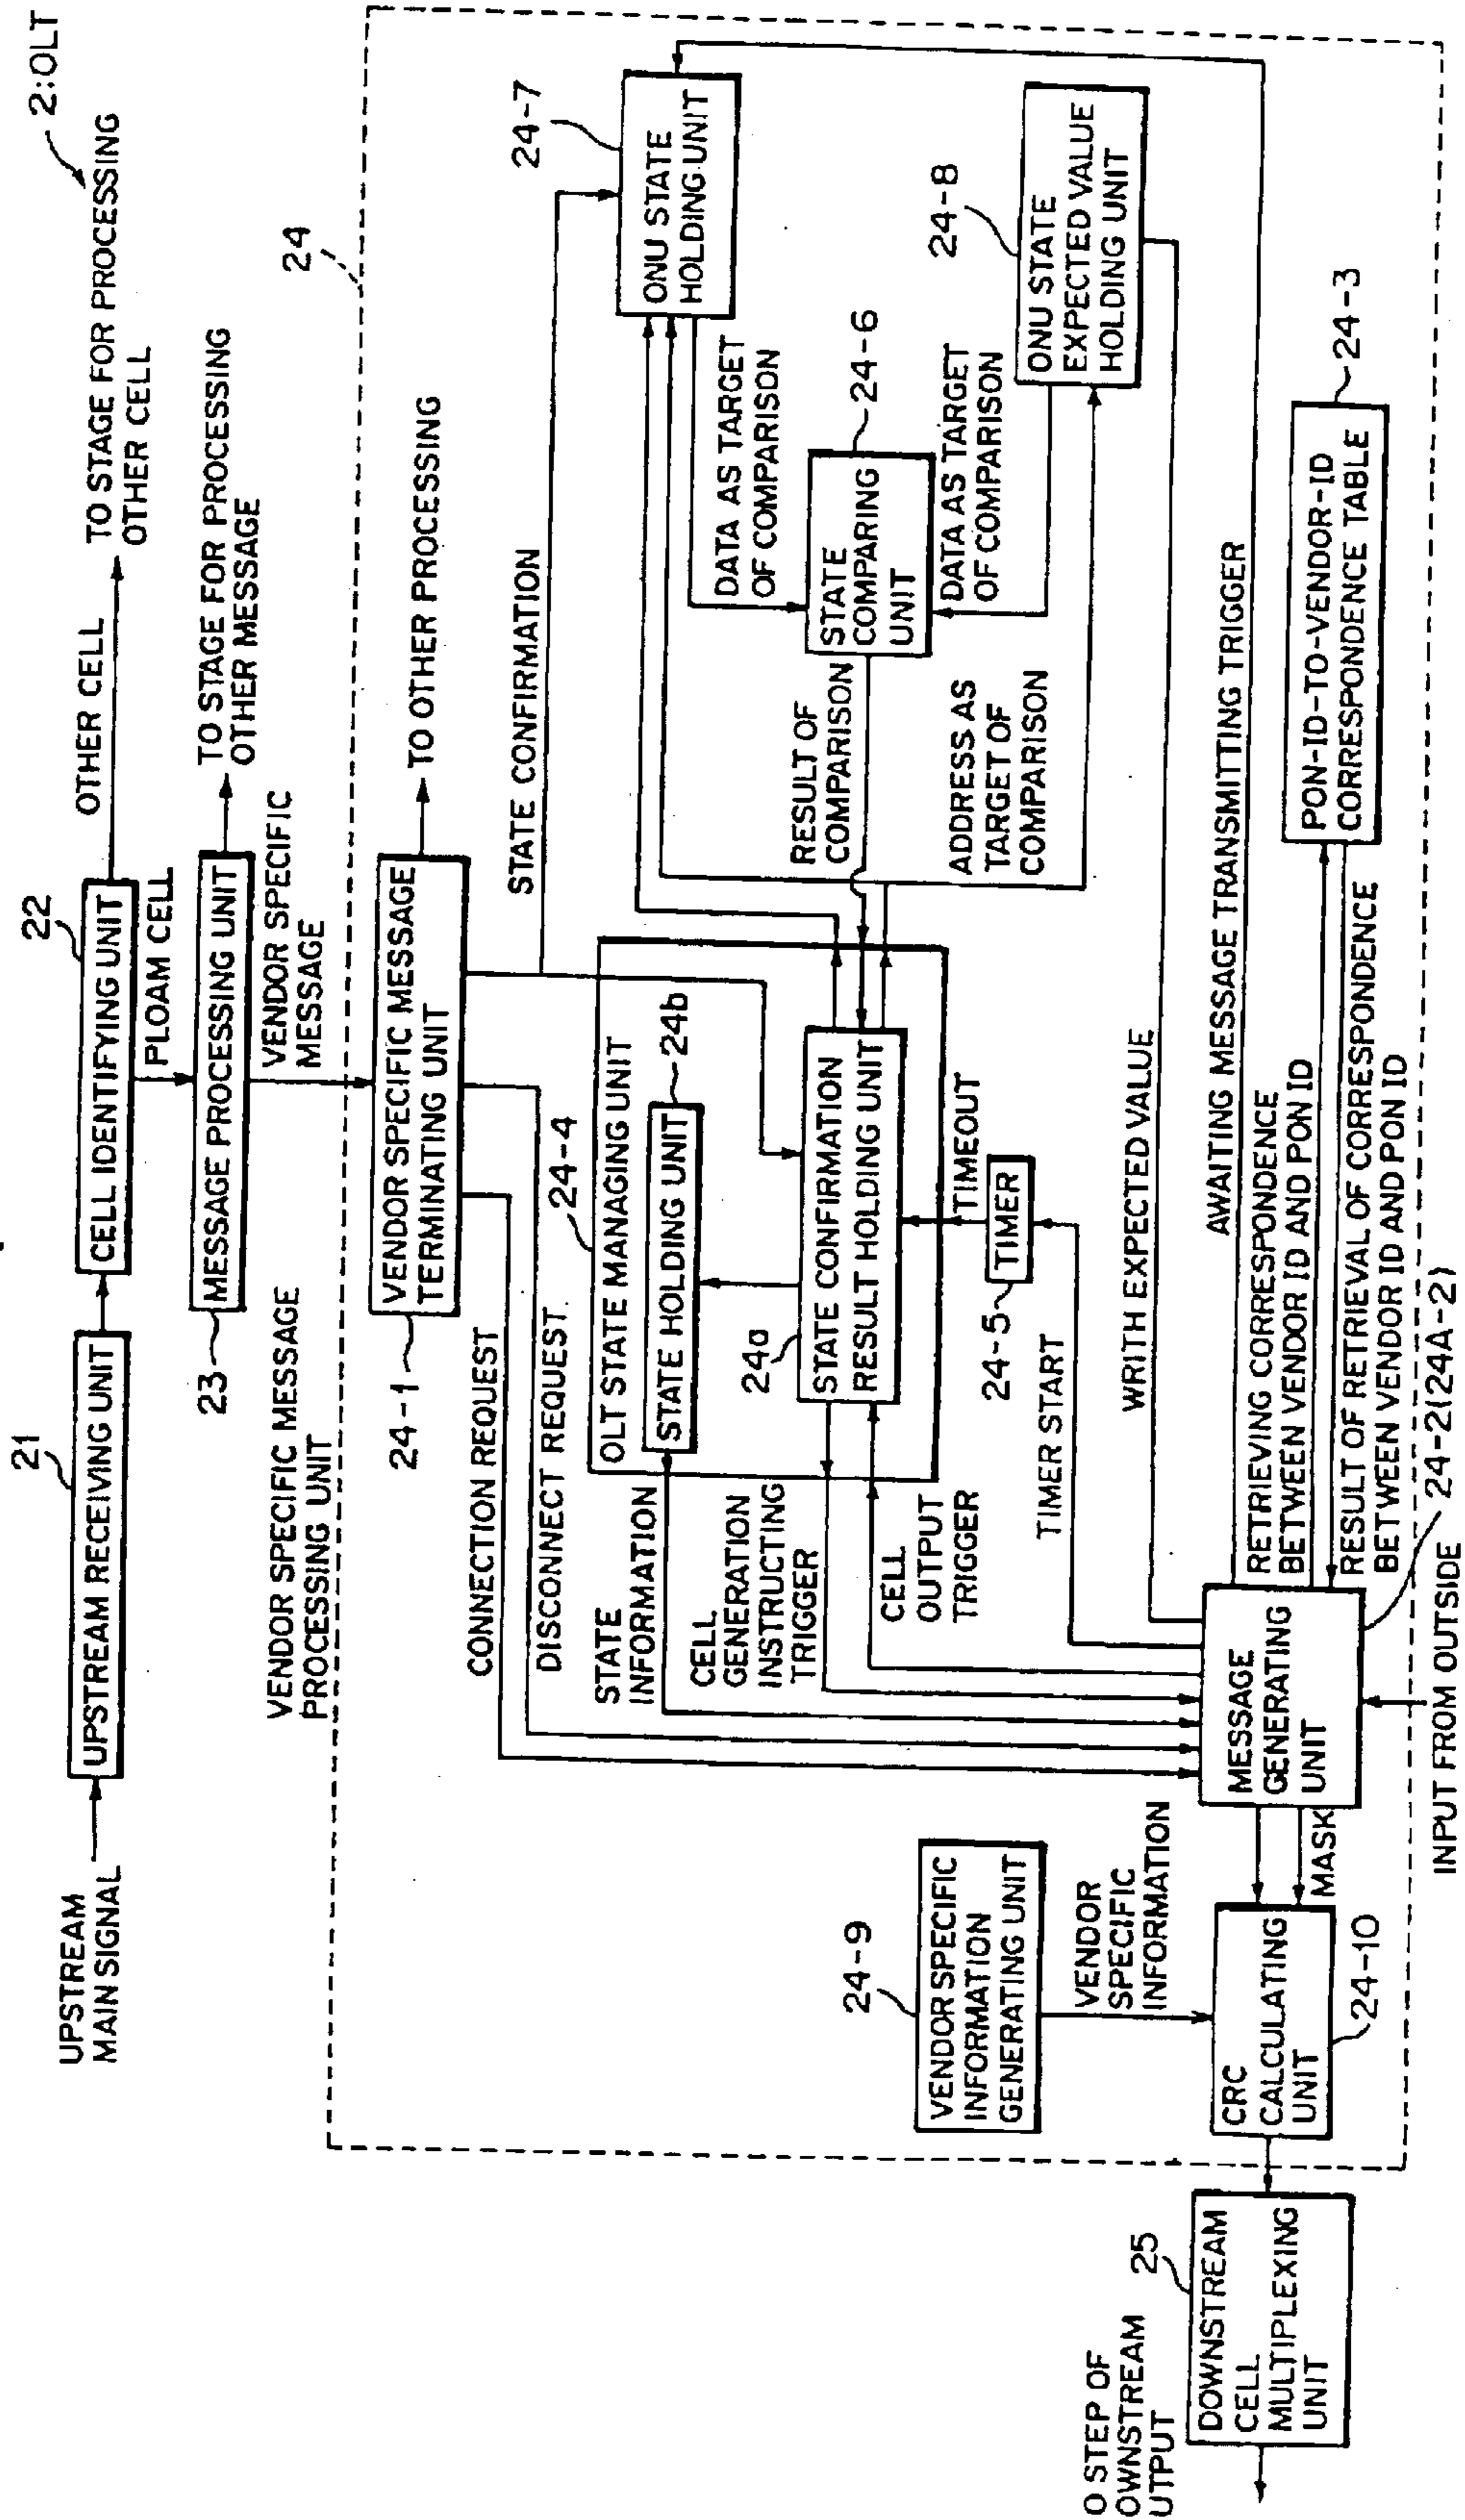 2:OLT
UPSTREAM
MAIN SIGNAL
21
UPSTREAM RECEIVING UNIT
22
CELL IDENTIFYING UNIT
OTHER CELL
TO STAGE FOR PROCESSING
OTHER CELL
PLOAM CELL
23
MESSAGE PROCESSING UNIT
TO STAGE FOR PROCESSING
OTHER MESSAGE
VENDOR SPECIFIC
MESSAGE
24
VENDOR SPECIFIC MESSAGE
PROCESSING UNIT
24-1
VENDOR SPECIFIC MESSAGE
TERMINATING UNIT
TO OTHER PROCESSING
CONNECTION REQUEST
DISCONNECT REQUEST
STATE CONFIRMATION
24-7
ONU STATE
HOLDING UNIT
24-4
OLT STATE MANAGING UNIT
STATE HOLDING UNIT
24b
STATE
INFORMATION
24a
STATE CONFIRMATION
RESULT HOLDING UNIT
CELL
GENERATION
INSTRUCTING
TRIGGER
CELL
OUTPUT
TRIGGER
DATA AS TARGET
OF COMPARISON
24-6
STATE
COMPARING
UNIT
RESULT OF
COMPARISON
DATA AS TARGET
OF COMPARISON
24-8
ONU STATE
EXPECTED VALUE
HOLDING UNIT
ADDRESS AS
TARGET OF
COMPARISON
TIMEOUT
24-5
TIMER
TIMER START
WRITH EXPECTED VALUE
AWAITING MESSAGE TRANSMITTING TRIGGER
RETRIEVING CORRESPONDENCE
BETWEEN VENDOR ID AND PON ID
24-3
PON-ID-TO-VENDOR-ID
CORRESPONDENCE TABLE
RESULT OF RETRIEVAL OF CORRESPONDENCE
BETWEEN VENDOR ID AND PON ID
24-2(24A-2)
MESSAGE
GENERATING
UNIT
INPUT FROM OUTSIDE
MASK
24-9
VENDOR SPECIFIC
INFORMATION
GENERATING UNIT
VENDOR
SPECIFIC
INFORMATION
CRC
CALCULATING
UNIT
24-10
25
DOWNSTREAM
CELL
MULTIPLEXING
UNIT
O STEP OF
OWNSTREAM
UTPUT